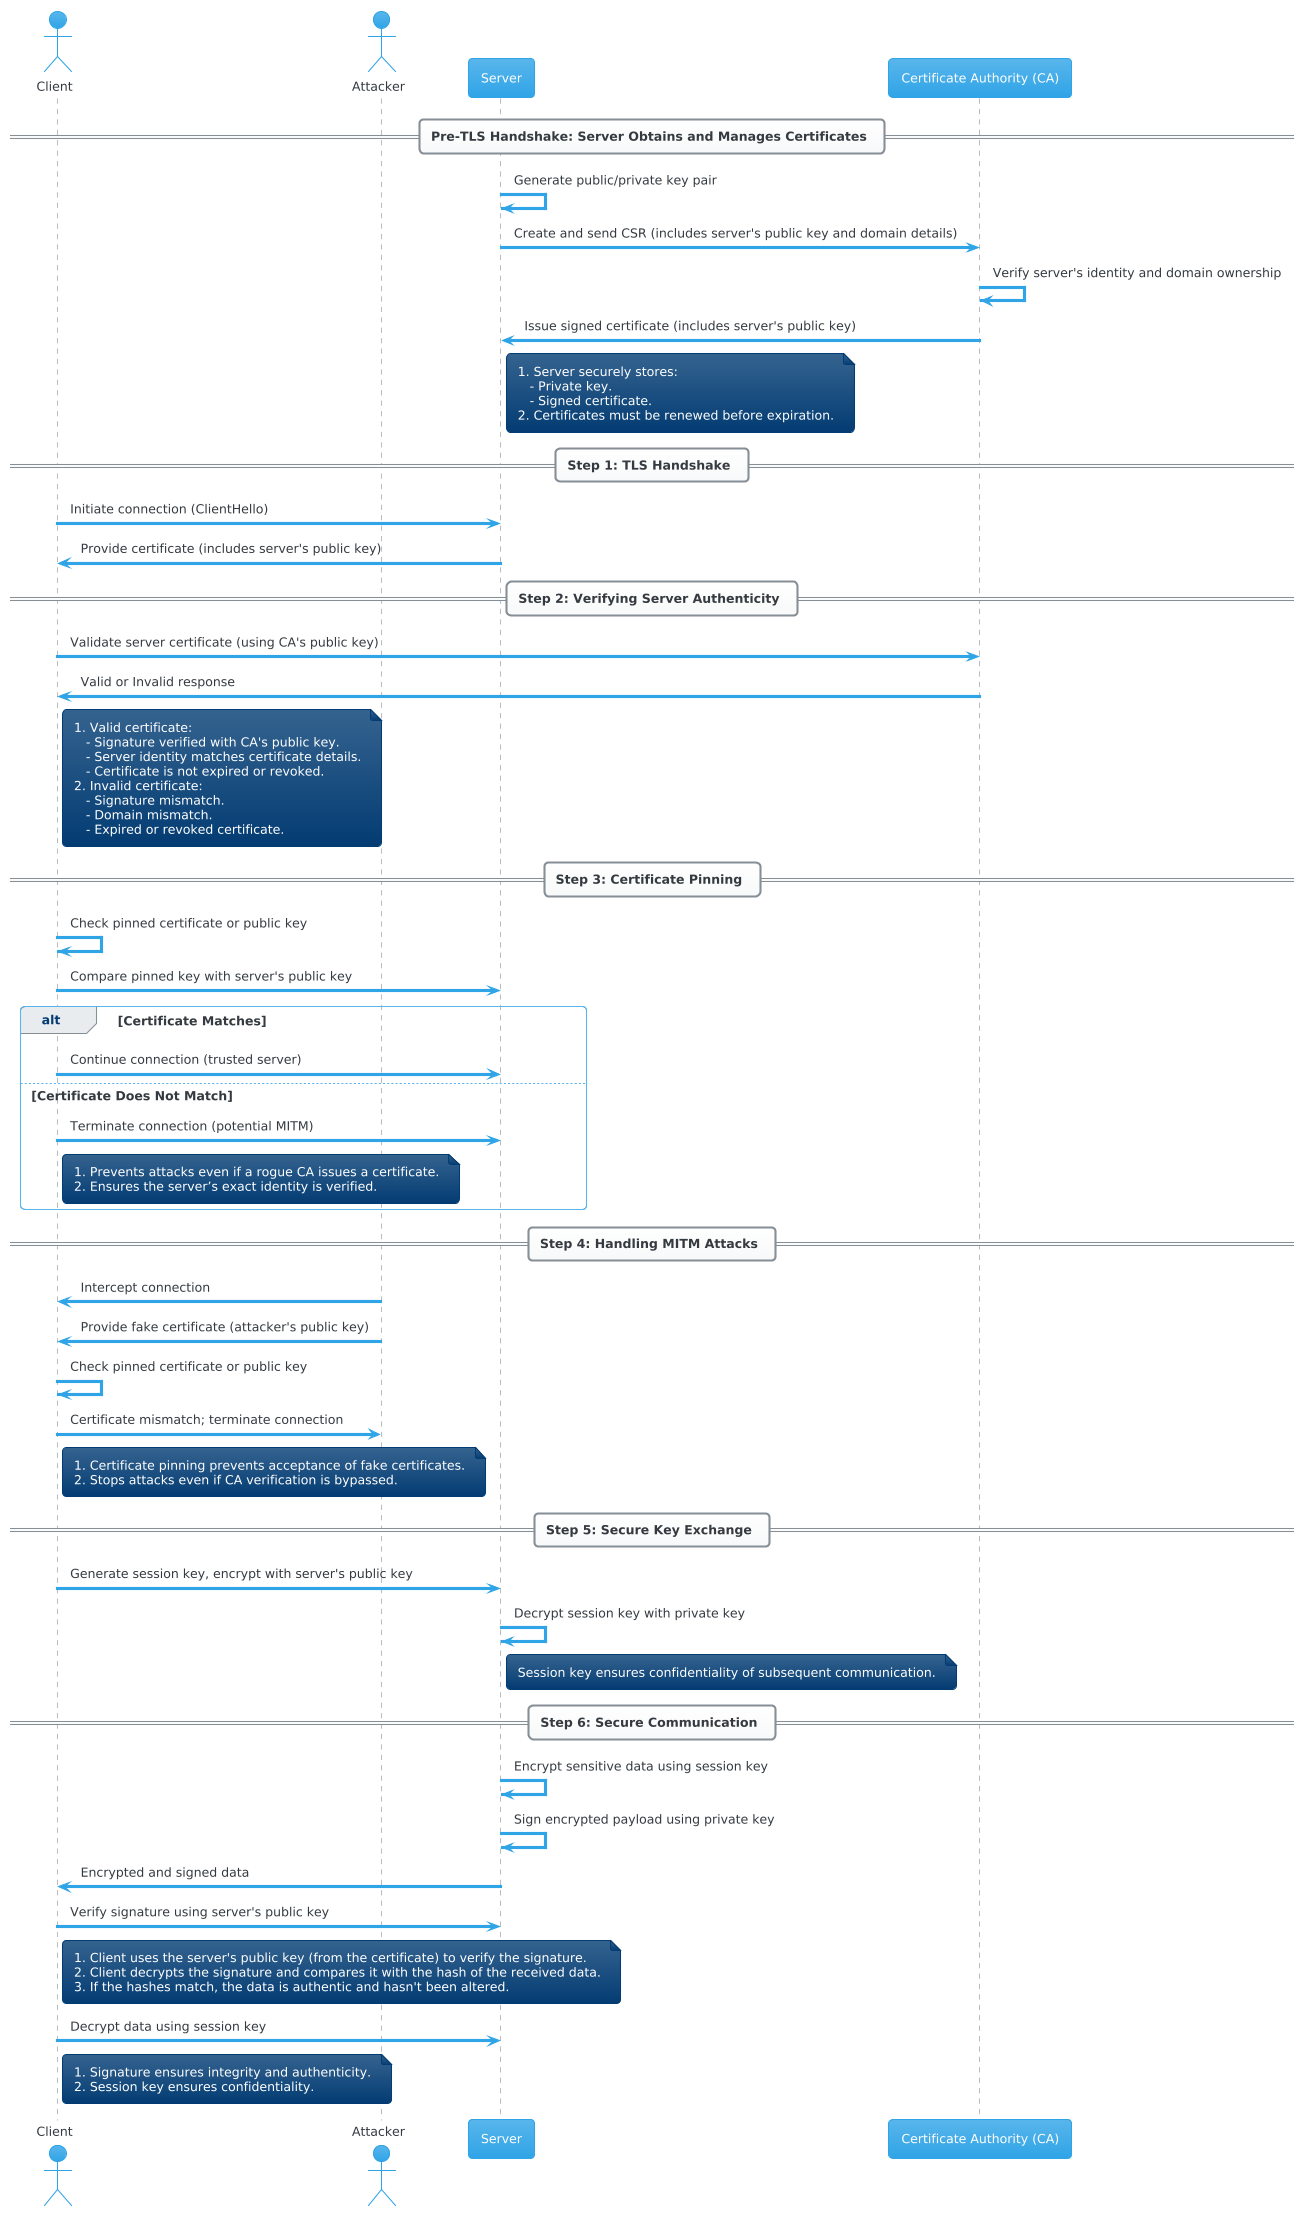 Client
Attacker
Server
Certificate Authority (CA)
Pre-TLS Handshake: Server Obtains and Manages Certificates
Generate public/private key pair
Create and send CSR (includes server's public key and domain details)
Verify server's identity and domain ownership
Issue signed certificate (includes server's public key)
1. Server securely stores:
- Private key.
- Signed certificate.
2. Certificates must be renewed before expiration.
Step 1: TLS Handshake
Initiate connection (ClientHello)
Provide certificate (includes server's public key)
Step 2: Verifying Server Authenticity
Validate server certificate (using CA's public key)
Valid or Invalid response
1. Valid certificate:
- Signature verified with CA's public key.
- Server identity matches certificate details.
- Certificate is not expired or revoked.
2. Invalid certificate:
- Signature mismatch.
- Domain mismatch.
- Expired or revoked certificate.
Step 3: Certificate Pinning
Check pinned certificate or public key
Compare pinned key with server's public key
alt [Certificate Matches]
Continue connection (trusted server)
[Certificate Does Not Match]
Terminate connection (potential MITM)
1. Prevents attacks even if a rogue CA issues a certificate.
2. Ensures the server’s exact identity is verified.
Step 4: Handling MITM Attacks
Intercept connection
Provide fake certificate (attacker's public key)
Check pinned certificate or public key
Certificate mismatch; terminate connection
1. Certificate pinning prevents acceptance of fake certificates.
2. Stops attacks even if CA verification is bypassed.
Step 5: Secure Key Exchange
Generate session key, encrypt with server's public key
Decrypt session key with private key
Session key ensures confidentiality of subsequent communication.
Step 6: Secure Communication
Encrypt sensitive data using session key
Sign encrypted payload using private key
Encrypted and signed data
Verify signature using server's public key
1. Client uses the server's public key (from the certificate) to verify the signature.
2. Client decrypts the signature and compares it with the hash of the received data.
3. If the hashes match, the data is authentic and hasn't been altered.
Decrypt data using session key
1. Signature ensures integrity and authenticity.
2. Session key ensures confidentiality.
Client
Attacker
Server
Certificate Authority (CA)